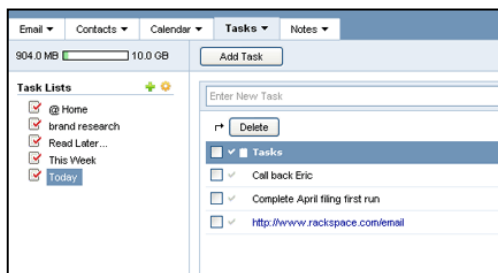 Email Contacts Calendar Tasks Notes
904.0 MB 10.0 GB Add Task
Task Lists
@ Home
brand research
Read Later...
This Week
Today
Enter New Task
Delete
Tasks
Call back Eric
Complete April filing first run
http://www.rackspace.com/email